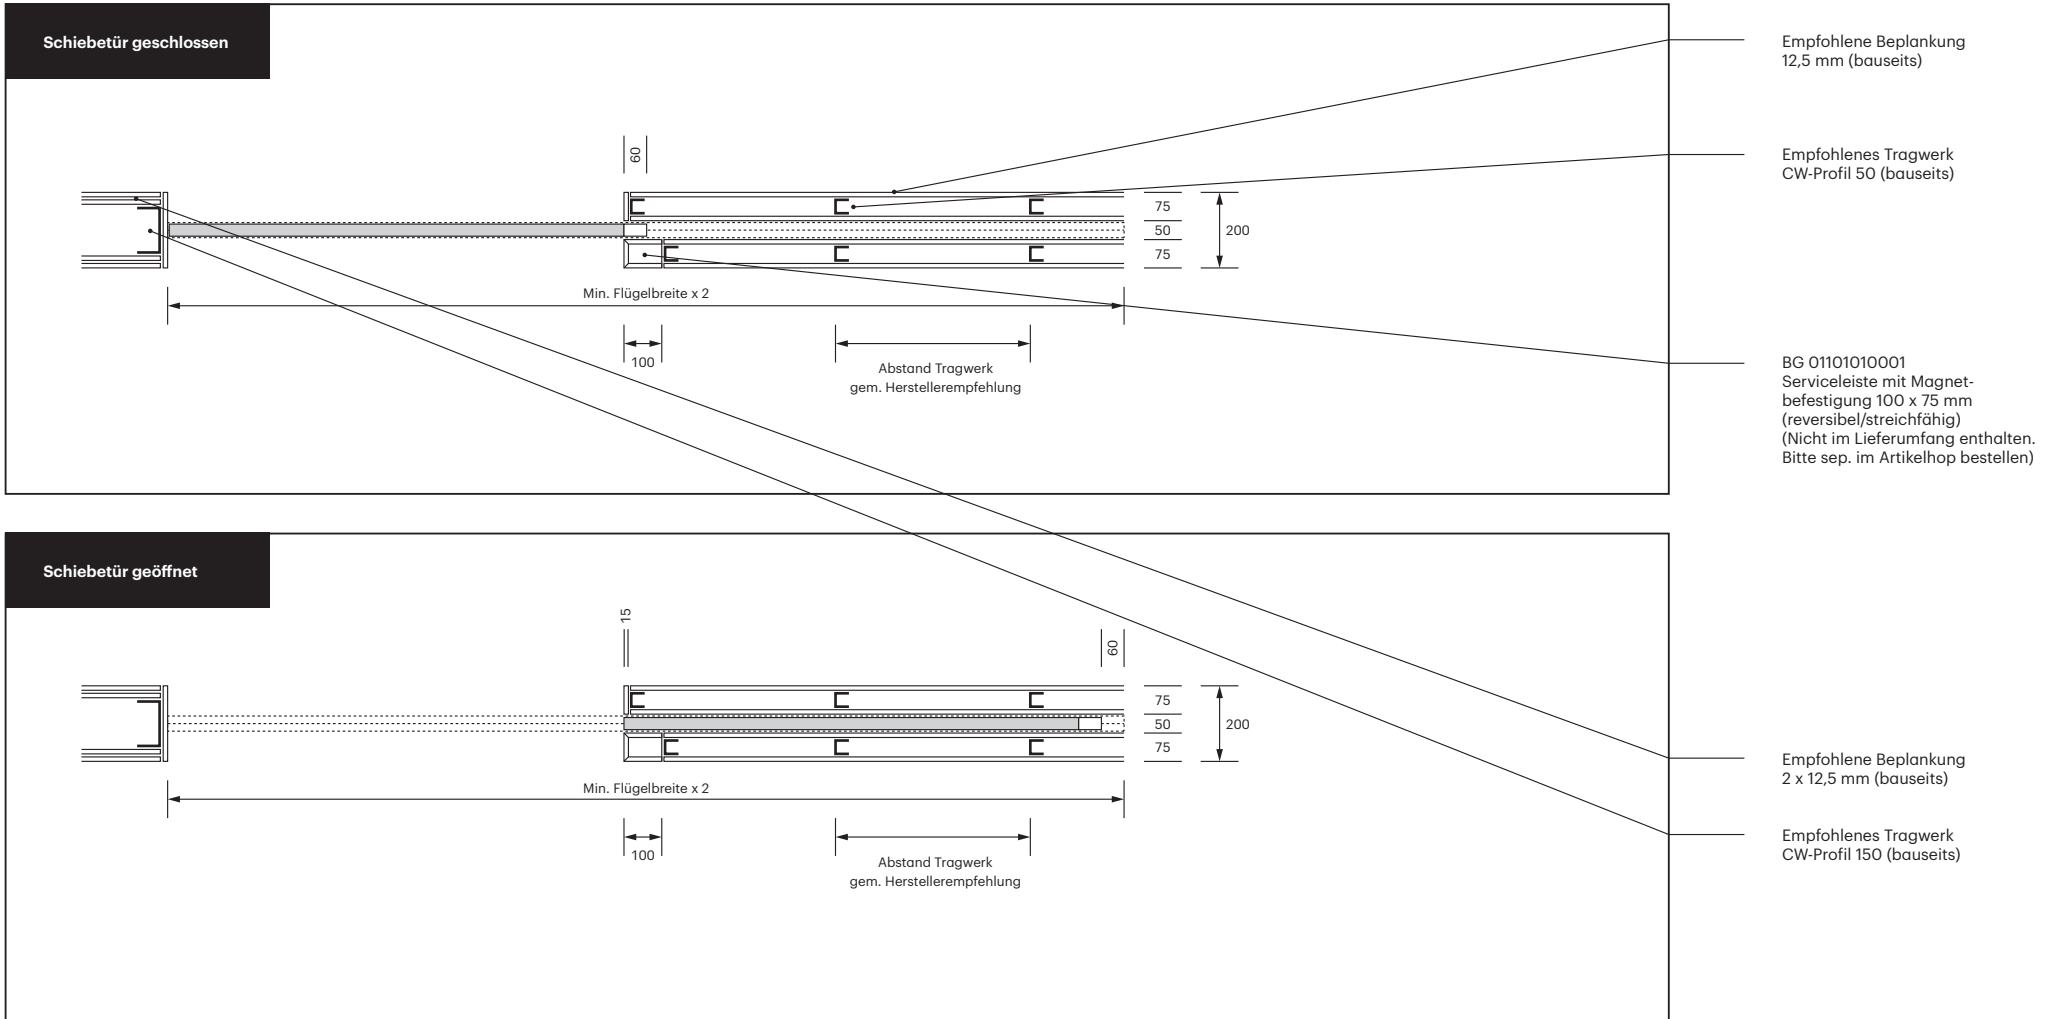 Schiebetür geschlossen
Empfohlene Beplankung
12,5 mm (bauseits)
Empfohlenes Tragwerk
CW-Profil 50 (bauseits)
60
75
50
75
200
Min. Flügelbreite x 2
100
Abstand Tragwerk
gem. Herstellerempfehlung
BG 01101010001
Serviceleiste mit Magnet-
befestigung 100 x 75 mm
(reversibel/streichfähig)
(Nicht im Lieferumfang enthalten.
Bitte sep. im Artikelhop bestellen)
Schiebetür geöffnet
15
60
75
50
75
200
Min. Flügelbreite x 2
100
Abstand Tragwerk
gem. Herstellerempfehlung
Empfohlene Beplankung
2 x 12,5 mm (bauseits)
Empfohlenes Tragwerk
CW-Profil 150 (bauseits)